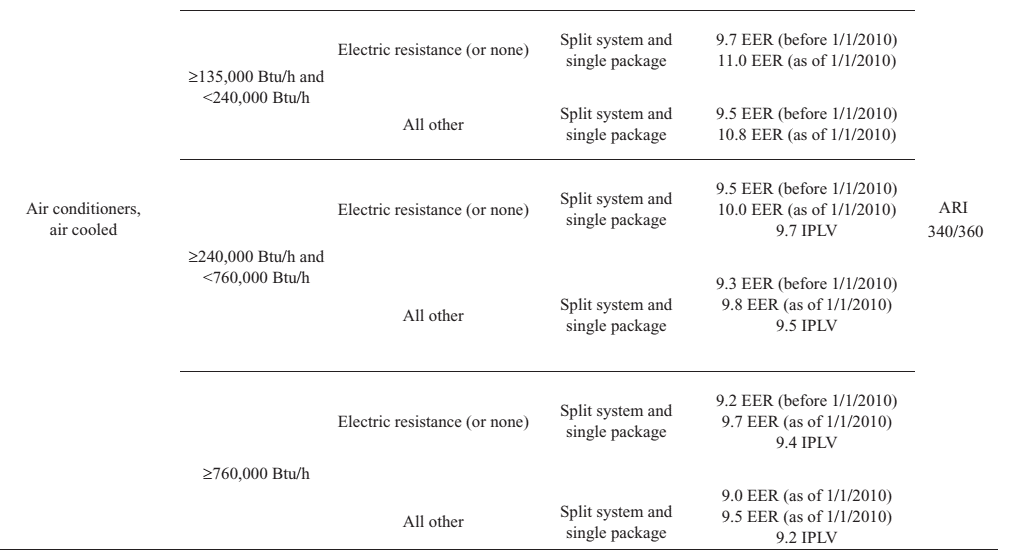 Air conditioners,
air cooled
≥135,000 Btu/h and
<240,000 Btu/h
Electric resistance (or none)
Split system and
single package
9.7 EER (before 1/1/2010)
11.0 EER (as of 1/1/2010)
All other
Split system and
single package
9.5 EER (before 1/1/2010)
10.8 EER (as of 1/1/2010)
≥240,000 Btu/h and
<760,000 Btu/h
Electric resistance (or none)
Split system and
single package
9.5 EER (before 1/1/2010)
10.0 EER (as of 1/1/2010)
9.7 IPLV
All other
Split system and
single package
9.3 EER (before 1/1/2010)
9.8 EER (as of 1/1/2010)
9.5 IPLV
≥760,000 Btu/h
Electric resistance (or none)
Split system and
single package
9.2 EER (before 1/1/2010)
9.7 EER (as of 1/1/2010)
9.4 IPLV
All other
Split system and
single package
9.0 EER (as of 1/1/2010)
9.5 EER (as of 1/1/2010)
9.2 IPLV
ARI
340/360